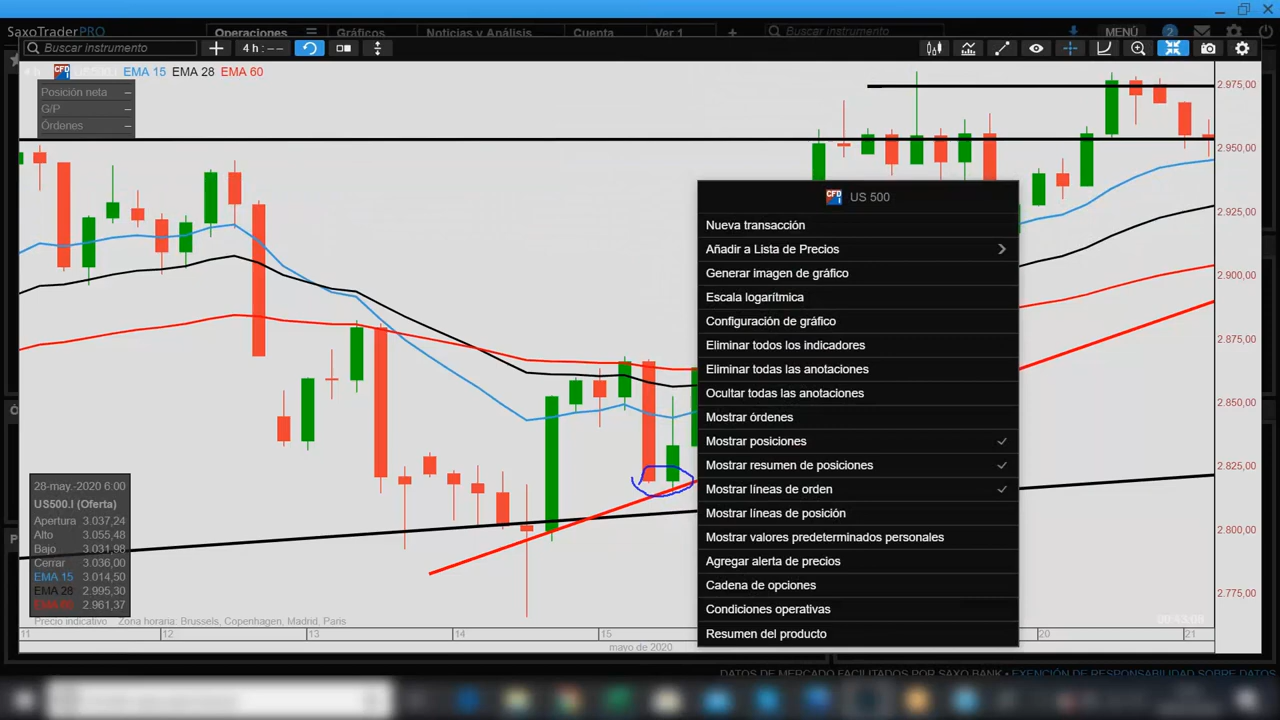 SaxoTraderPRO
Operaciones
Gráficos
Noticias y Análisis
Cuenta
Ver 1
+
Buscar instrumento
MENÚ
2
Buscar instrumento
4 h : – –
US500.I EMA 15 EMA 28 EMA 60
Posición neta –
G/P –
Órdenes –
2.975,00
2.950,00
2.925,00
2.900,00
2.875,00
2.850,00
2.825,00
2.800,00
2.775,00
CFD US 500
Nueva transacción
Añadir a Lista de Precios
Generar imagen de gráfico
Escala logarítmica
Configuración de gráfico
Eliminar todos los indicadores
Eliminar todas las anotaciones
Ocultar todas las anotaciones
Mostrar órdenes
Mostrar posiciones
Mostrar resumen de posiciones
Mostrar líneas de orden
Mostrar líneas de posición
Mostrar valores predeterminados personales
Agregar alerta de precios
Cadena de opciones
Condiciones operativas
Resumen del producto
28-may.-2020 6:00
US500.I (Oferta)
Apertura 3.037,24
Alto 3.055,48
Bajo 3.031,98
Cerrar 3.036,00
EMA 15 3.014,50
EMA 28 2.995,30
EMA 60 2.961,37
Precio indicativo Zona horaria: Brussels, Copenhagen, Madrid, Paris
11 12 13 14 15 20 21
mayo de 2020
DATOS DE MERCADO FACILITADOS POR SAXO BANK • EXENCIÓN DE RESPONSABILIDAD SOBRE DATOS